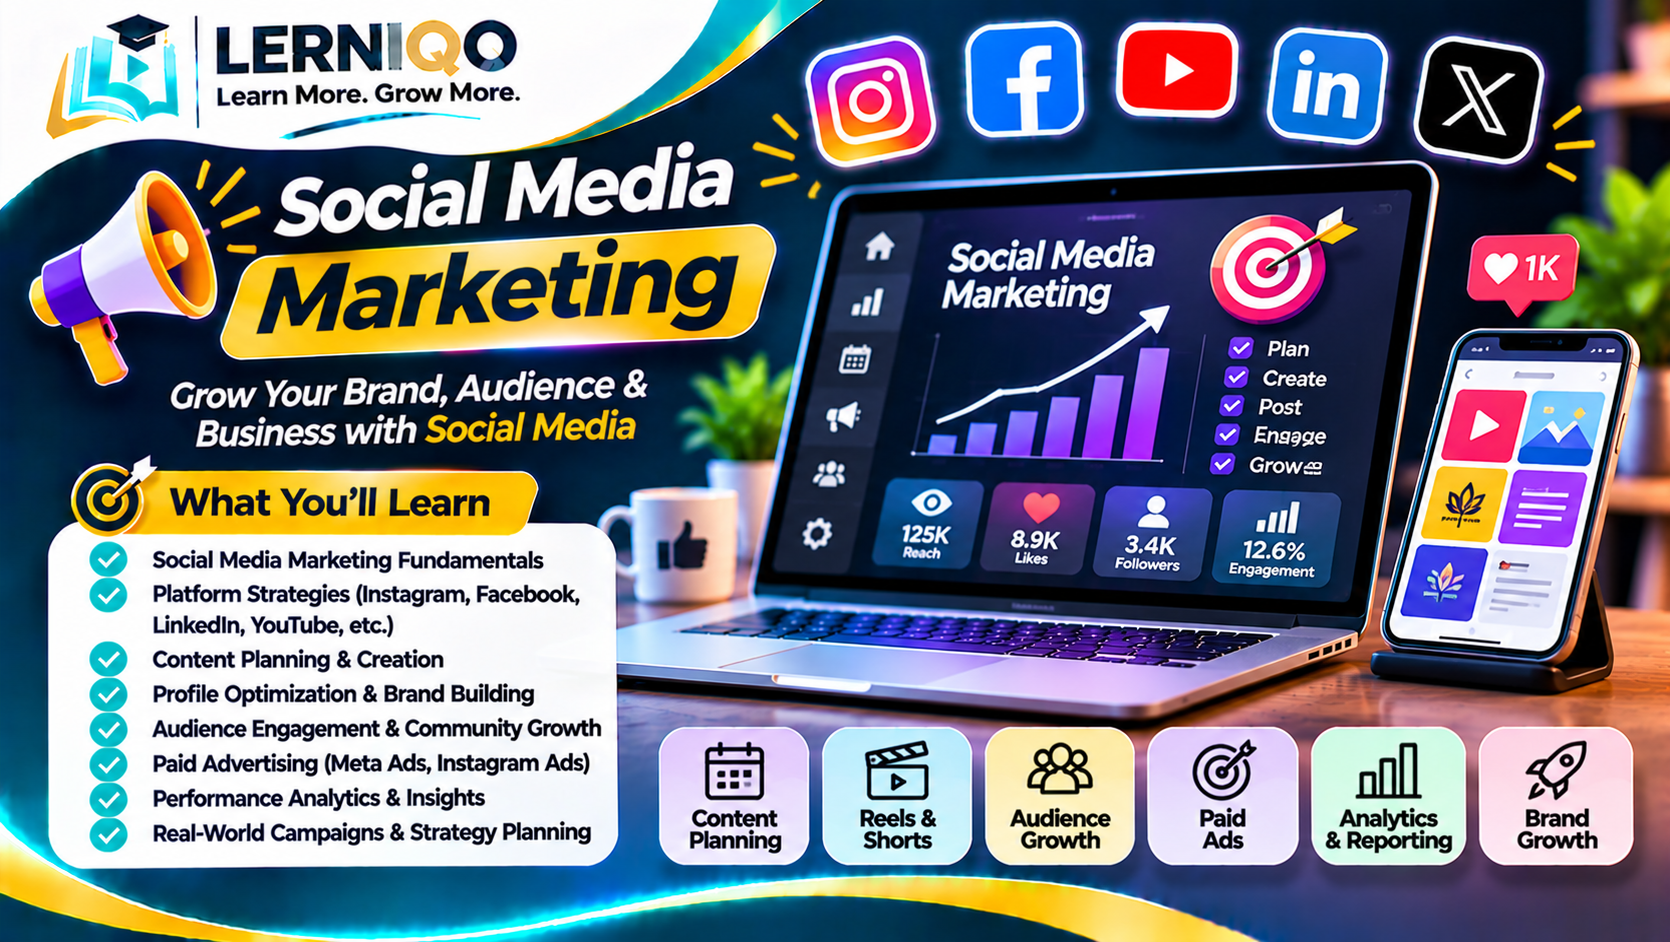 LERNIQO
Learn More. Grow More.
Social Media
Marketing
Grow Your Brand, Audience &
Business with Social Media
What You'll Learn
Social Media Marketing Fundamentals
Platform Strategies (Instagram, Facebook,
LinkedIn, YouTube, etc.)
Content Planning & Creation
Profile Optimization & Brand Building
Audience Engagement & Community Growth
Paid Advertising (Meta Ads, Instagram Ads)
Performance Analytics & Insights
Real-World Campaigns & Strategy Planning
f
in
X
Social Media
Marketing
Plan
Create
Post
Engage
Grow
125K
Reach
8.9K
Likes
3.4K
Followers
12.6%
Engagement
1K
Content
Planning
Reels &
Shorts
Audience
Growth
Paid
Ads
Analytics
& Reporting
Brand
Growth